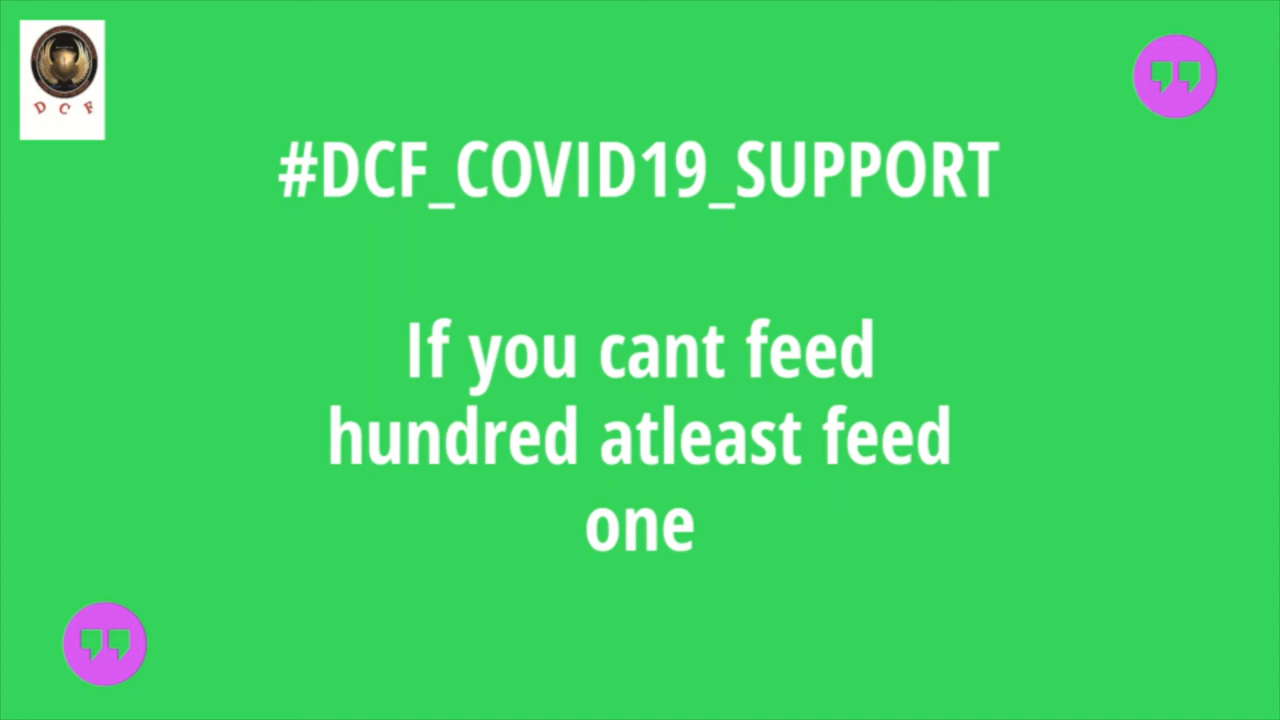 D C F
#DCF_COVID19_SUPPORT
If you cant feed
hundred atleast feed
one